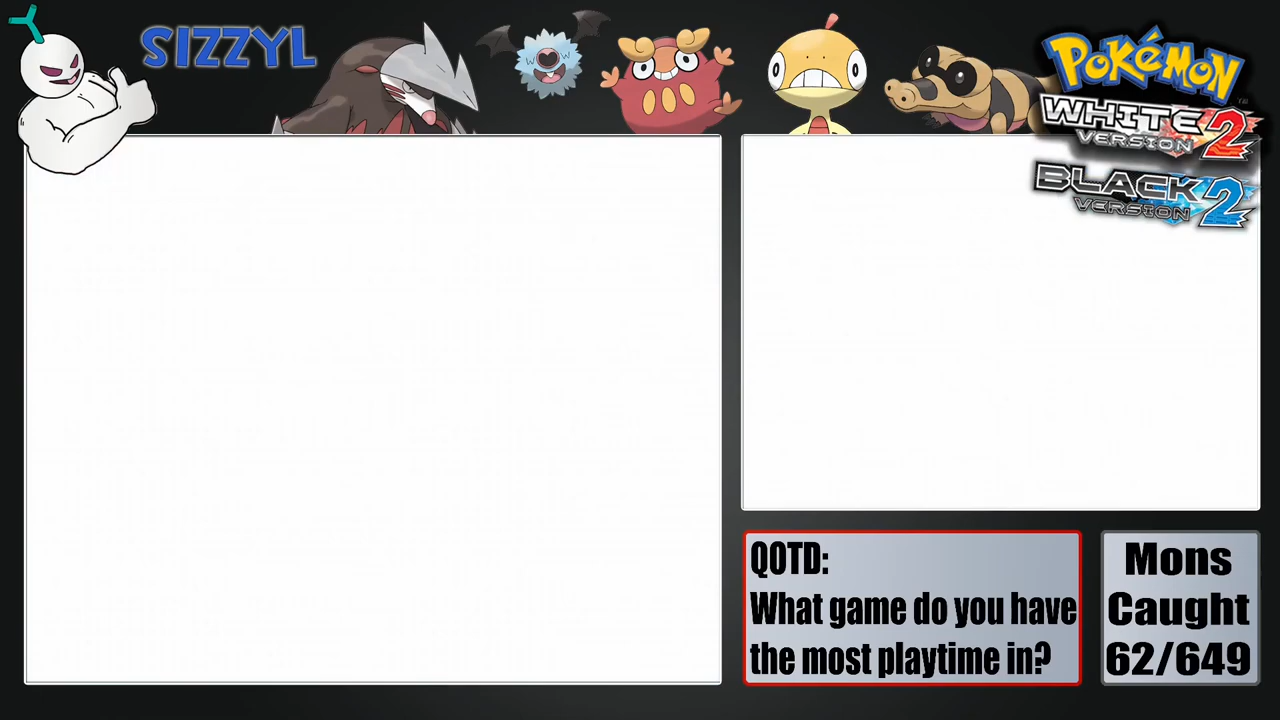 SIZZYL
POKéMON
WHITE 2
VERSION
BLACK 2
VERSION
QOTD:
What game do you have
the most playtime in?
Mons
Caught
62/649